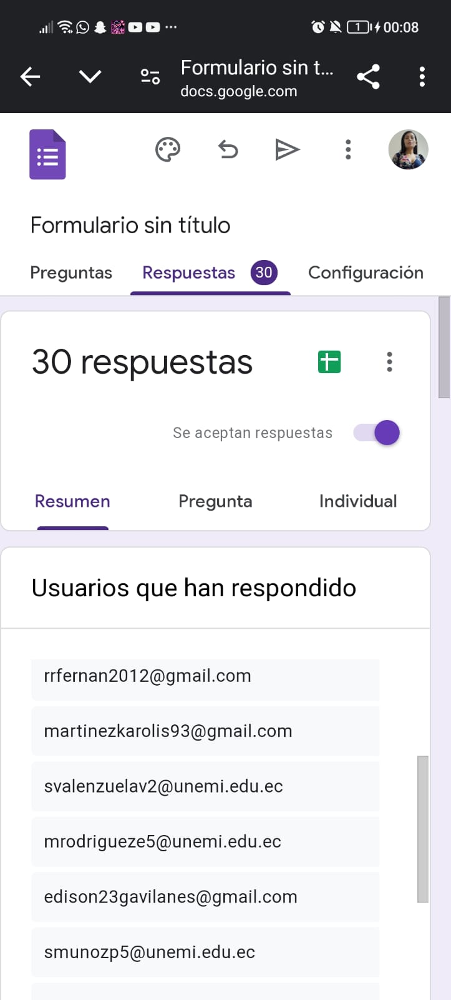 1 00:08
Formulario sin t...
docs.google.com
Formulario sin título
Preguntas Respuestas 30 Configuración
30 respuestas
Se aceptan respuestas
Resumen Pregunta Individual
Usuarios que han respondido
rrfernan2012@gmail.com
martinezkarolis93@gmail.com
svalenzuelav2@unemi.edu.ec
mrodrigueze5@unemi.edu.ec
edison23gavilanes@gmail.com
smunozp5@unemi.edu.ec